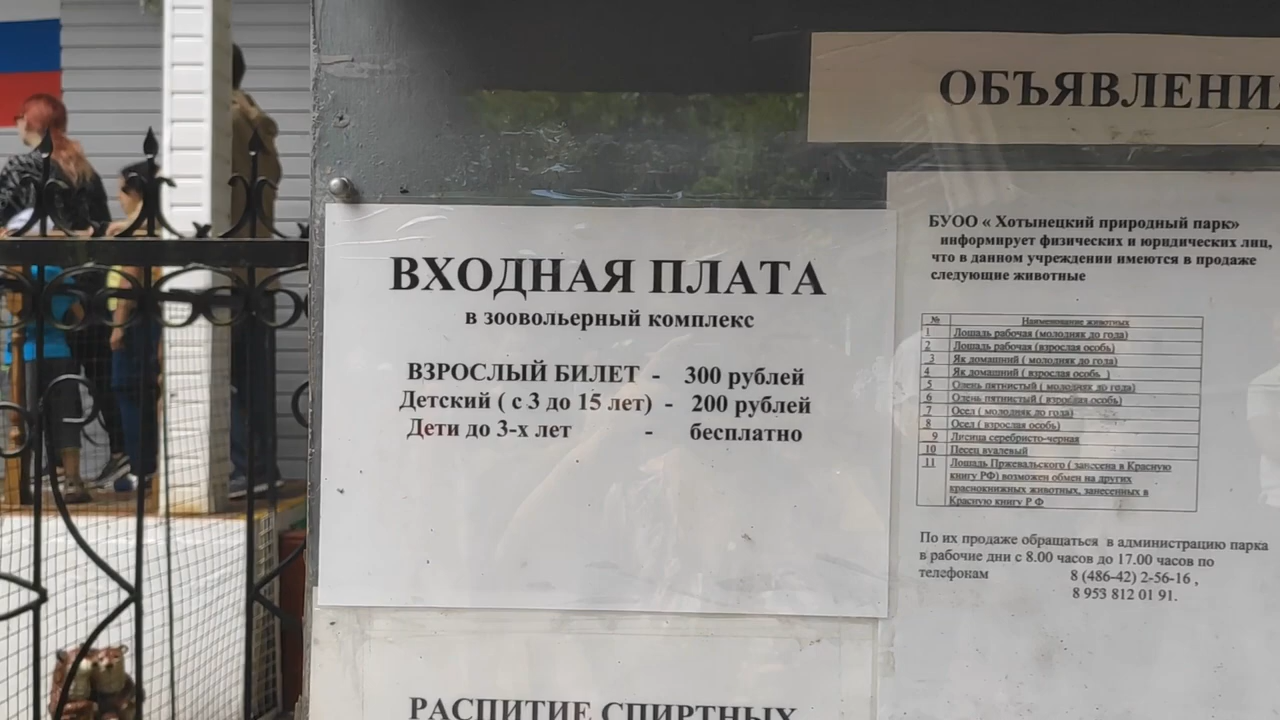 ОБЪЯВЛЕНИ
ВХОДНАЯ ПЛАТА
в зоовольерный комплекс
ВЗРОСЛЫЙ БИЛЕТ - 300 рублей
Детский ( с 3 до 15 лет) - 200 рублей
Дети до 3-х лет - бесплатно
РАСПИТИЕ СПИРТНЫХ
БУОО « Хотынецкий природный парк»
информирует физических и юридических лиц,
что в данном учреждении имеются в продаже
следующие животные
№ Наименование животных
1 Лошадь рабочая (молодняк до года)
2 Лошадь рабочая (взрослая особь)
3 Як домашний ( молодняк до года)
4 Як домашний ( взрослая особь )
5 Олень пятнистый ( молодняк до года)
6 Олень пятнистый ( взрослая особь)
7 Осел ( молодняк до года)
8 Осел ( взрослая особь)
9 Лисица серебристо-черная
10 Песец вуалевый
11 Лошадь Пржевальского ( занесена в Красную
книгу РФ) возможен обмен на других
краснокнижных животных, занесенных в
Красную книгу Р Ф
По их продаже обращаться в администрацию парка
в рабочие дни с 8.00 часов до 17.00 часов по
телефонам 8 (486-42) 2-56-16 ,
8 953 812 01 91.